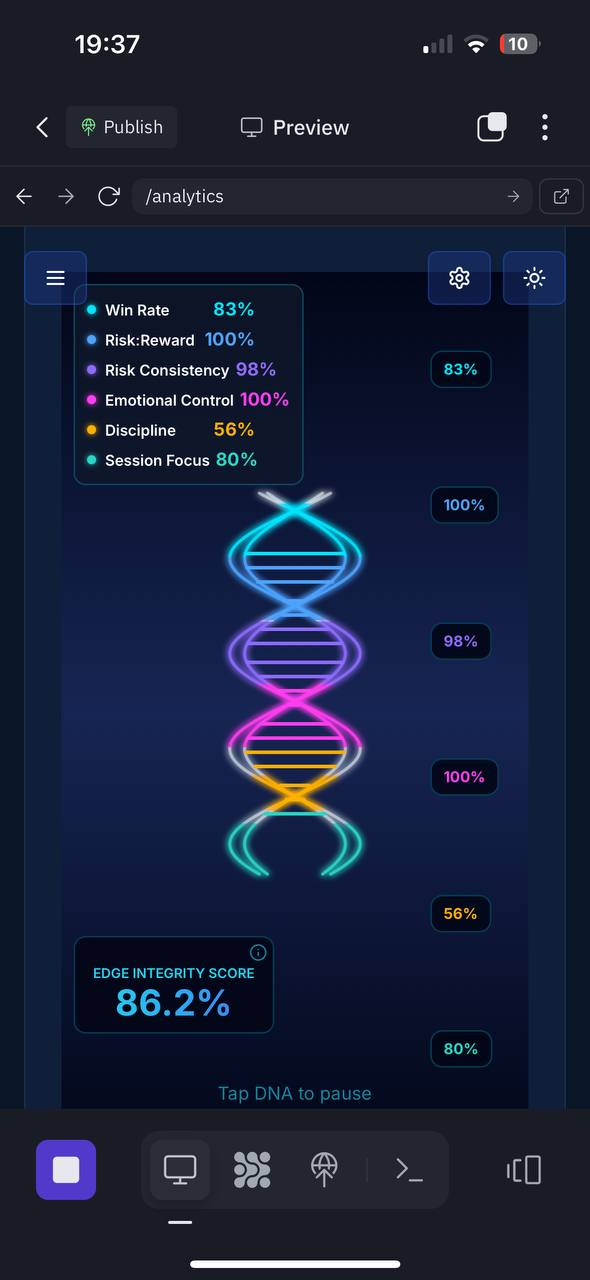 19:37
10
Publish
Preview
/analytics
Win Rate 83%
Risk:Reward 100%
Risk Consistency 98%
Emotional Control 100%
Discipline 56%
Session Focus 80%
83%
100%
98%
100%
56%
EDGE INTEGRITY SCORE
86.2%
80%
Tap DNA to pause